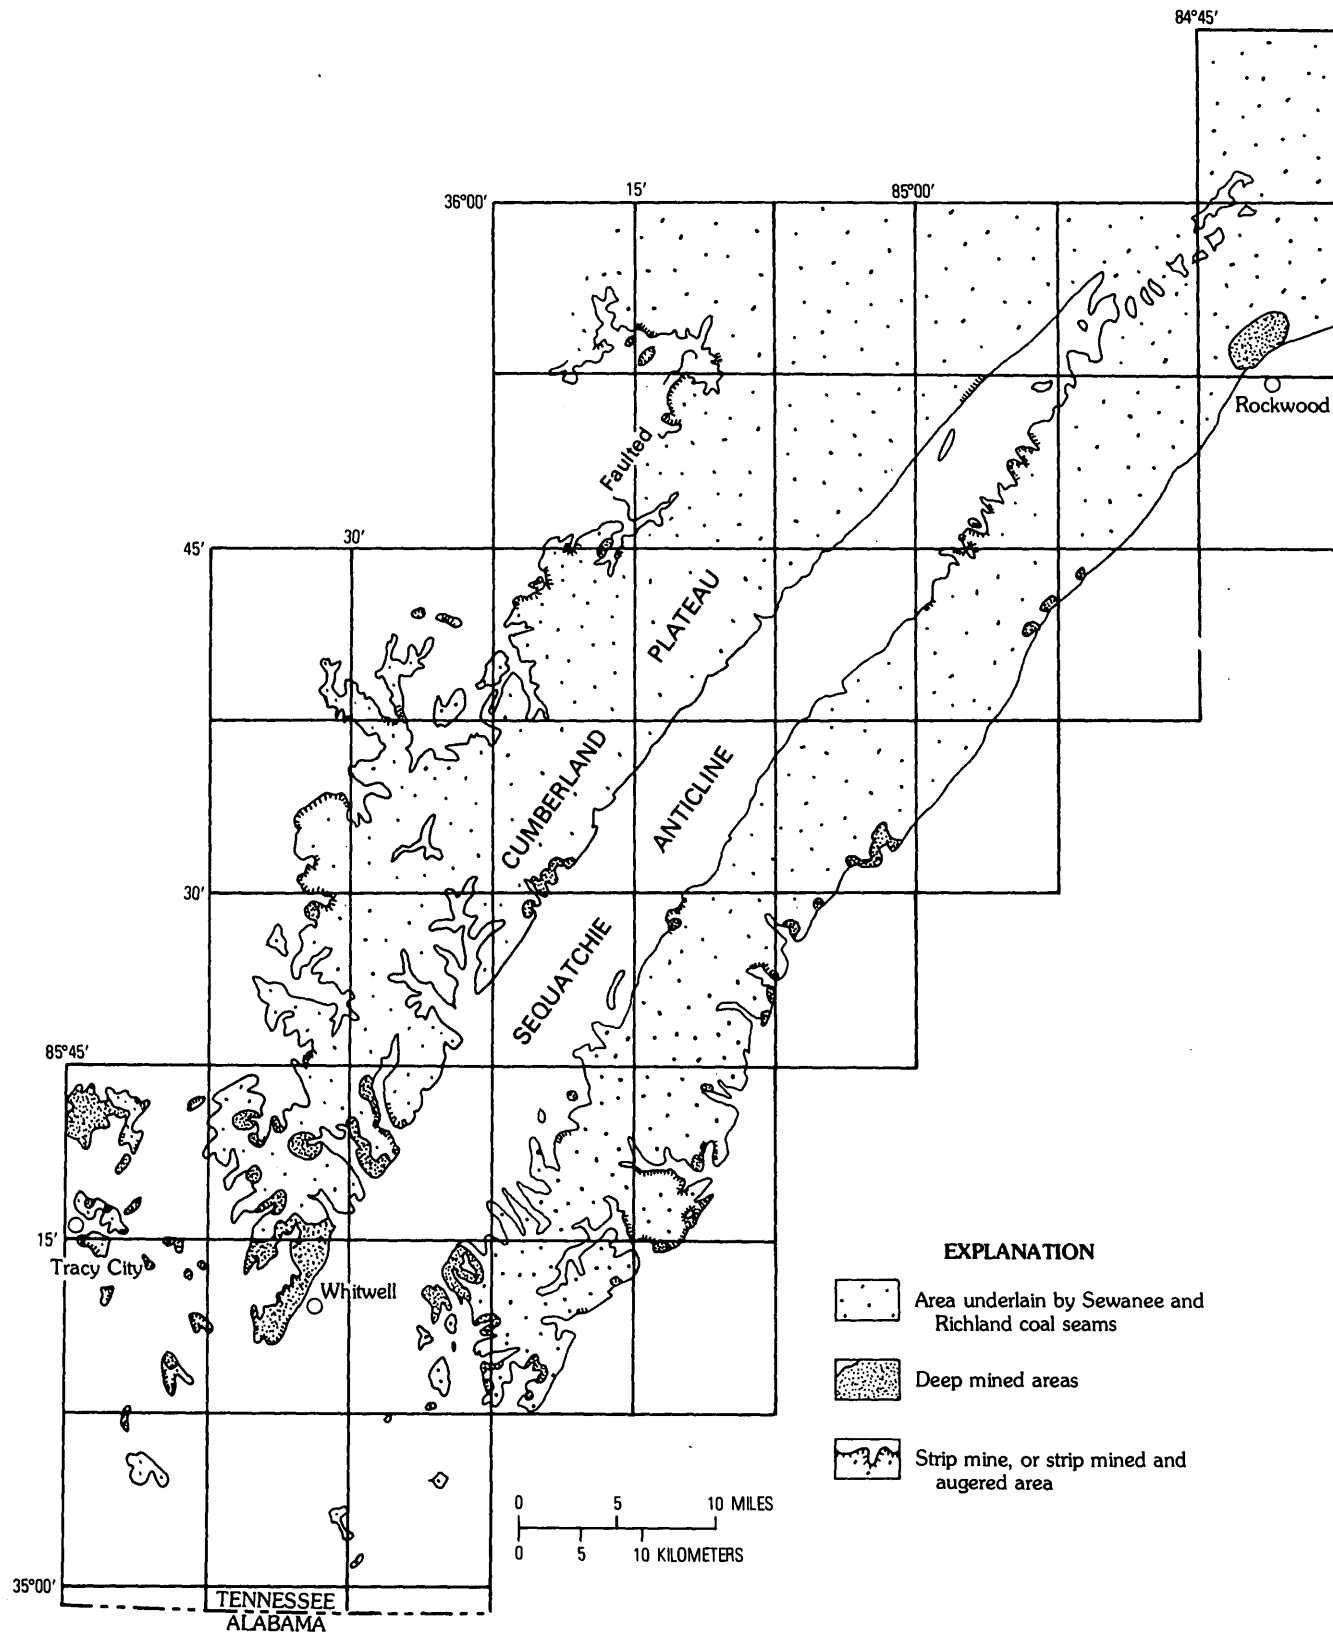 84°45'
36°00'
15'
85°00'
Rockwood
Faulted
45'
30'
PLATEAU
CUMBERLAND
ANTICLINE
30'
SEQUATCHIE
85°45'
15'
Tracy City
Whitwell
EXPLANATION
Area underlain by Sewanee and
Richland coal seams
Deep mined areas
Strip mine, or strip mined and
augered area
0 5 10 MILES
0 5 10 KILOMETERS
35°00'
TENNESSEE
ALABAMA